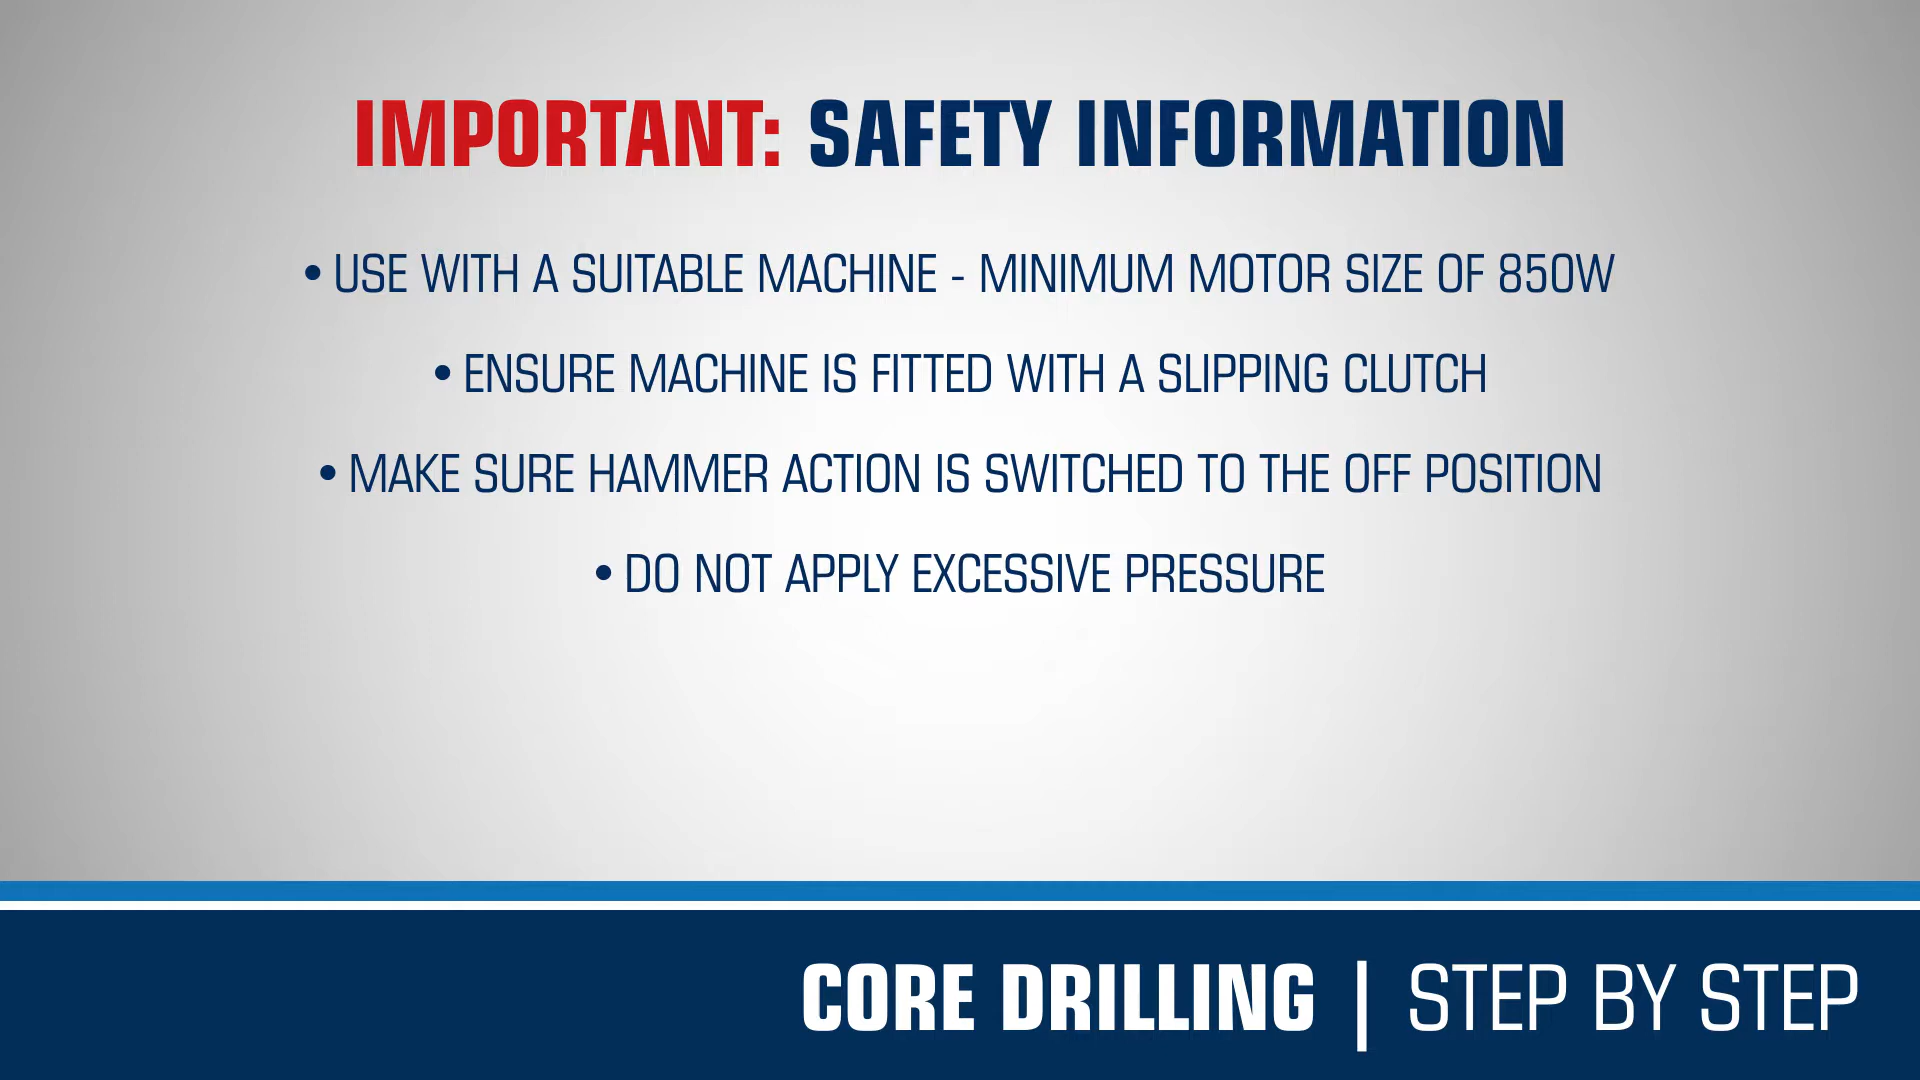 IMPORTANT: SAFETY INFORMATION
• USE WITH A SUITABLE MACHINE - MINIMUM MOTOR SIZE OF 850W
• ENSURE MACHINE IS FITTED WITH A SLIPPING CLUTCH
• MAKE SURE HAMMER ACTION IS SWITCHED TO THE OFF POSITION
• DO NOT APPLY EXCESSIVE PRESSURE
CORE DRILLING | STEP BY STEP